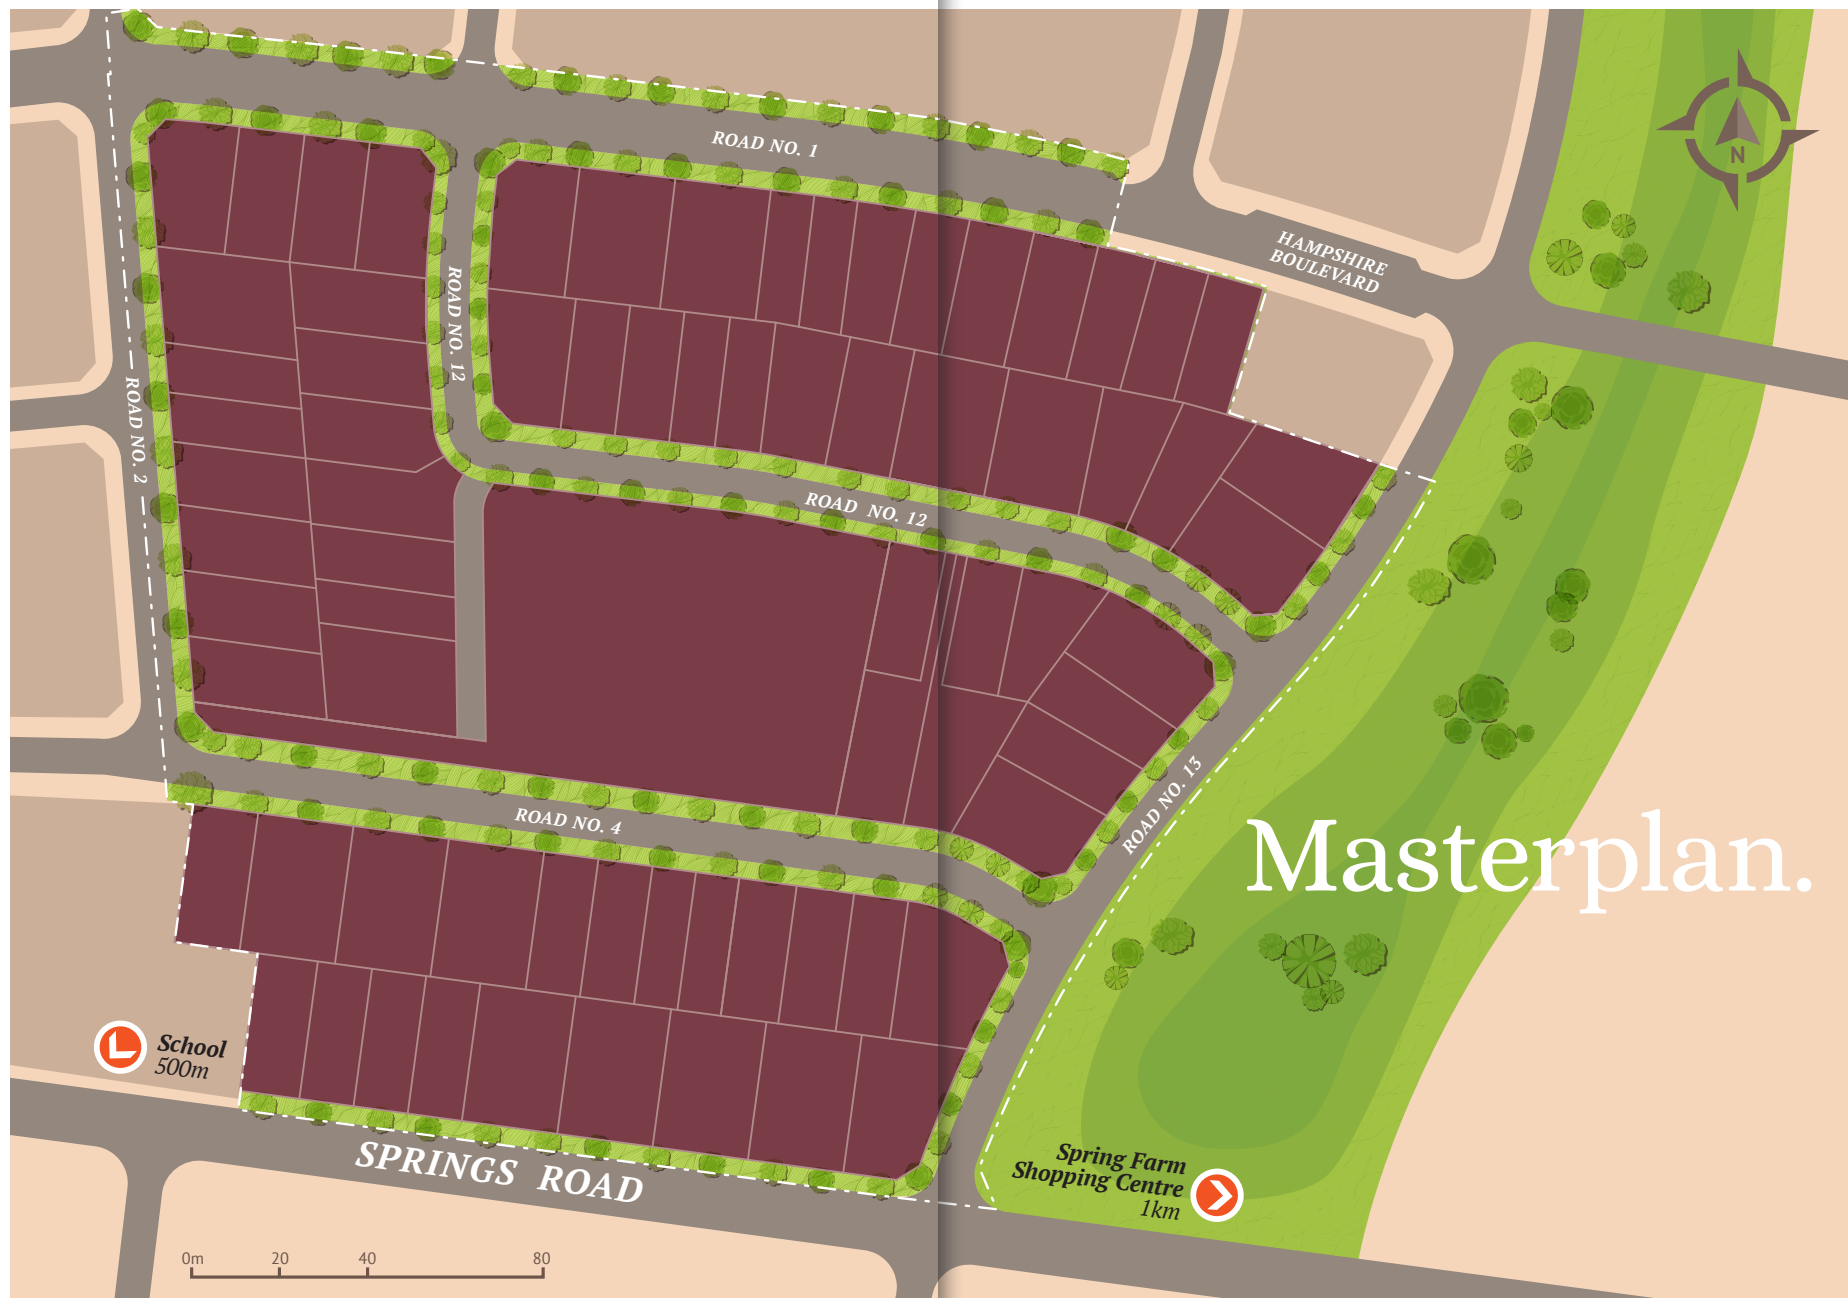 ROAD NO. 1
N
HAMPSHIRE
BOULEVARD
ROAD NO. 12
ROAD NO. 2
ROAD NO. 12
ROAD NO. 13
ROAD NO. 4
Masterplan.
School
500m
SPRINGS ROAD
Spring Farm
Shopping Centre
1km
0m 20 40 80